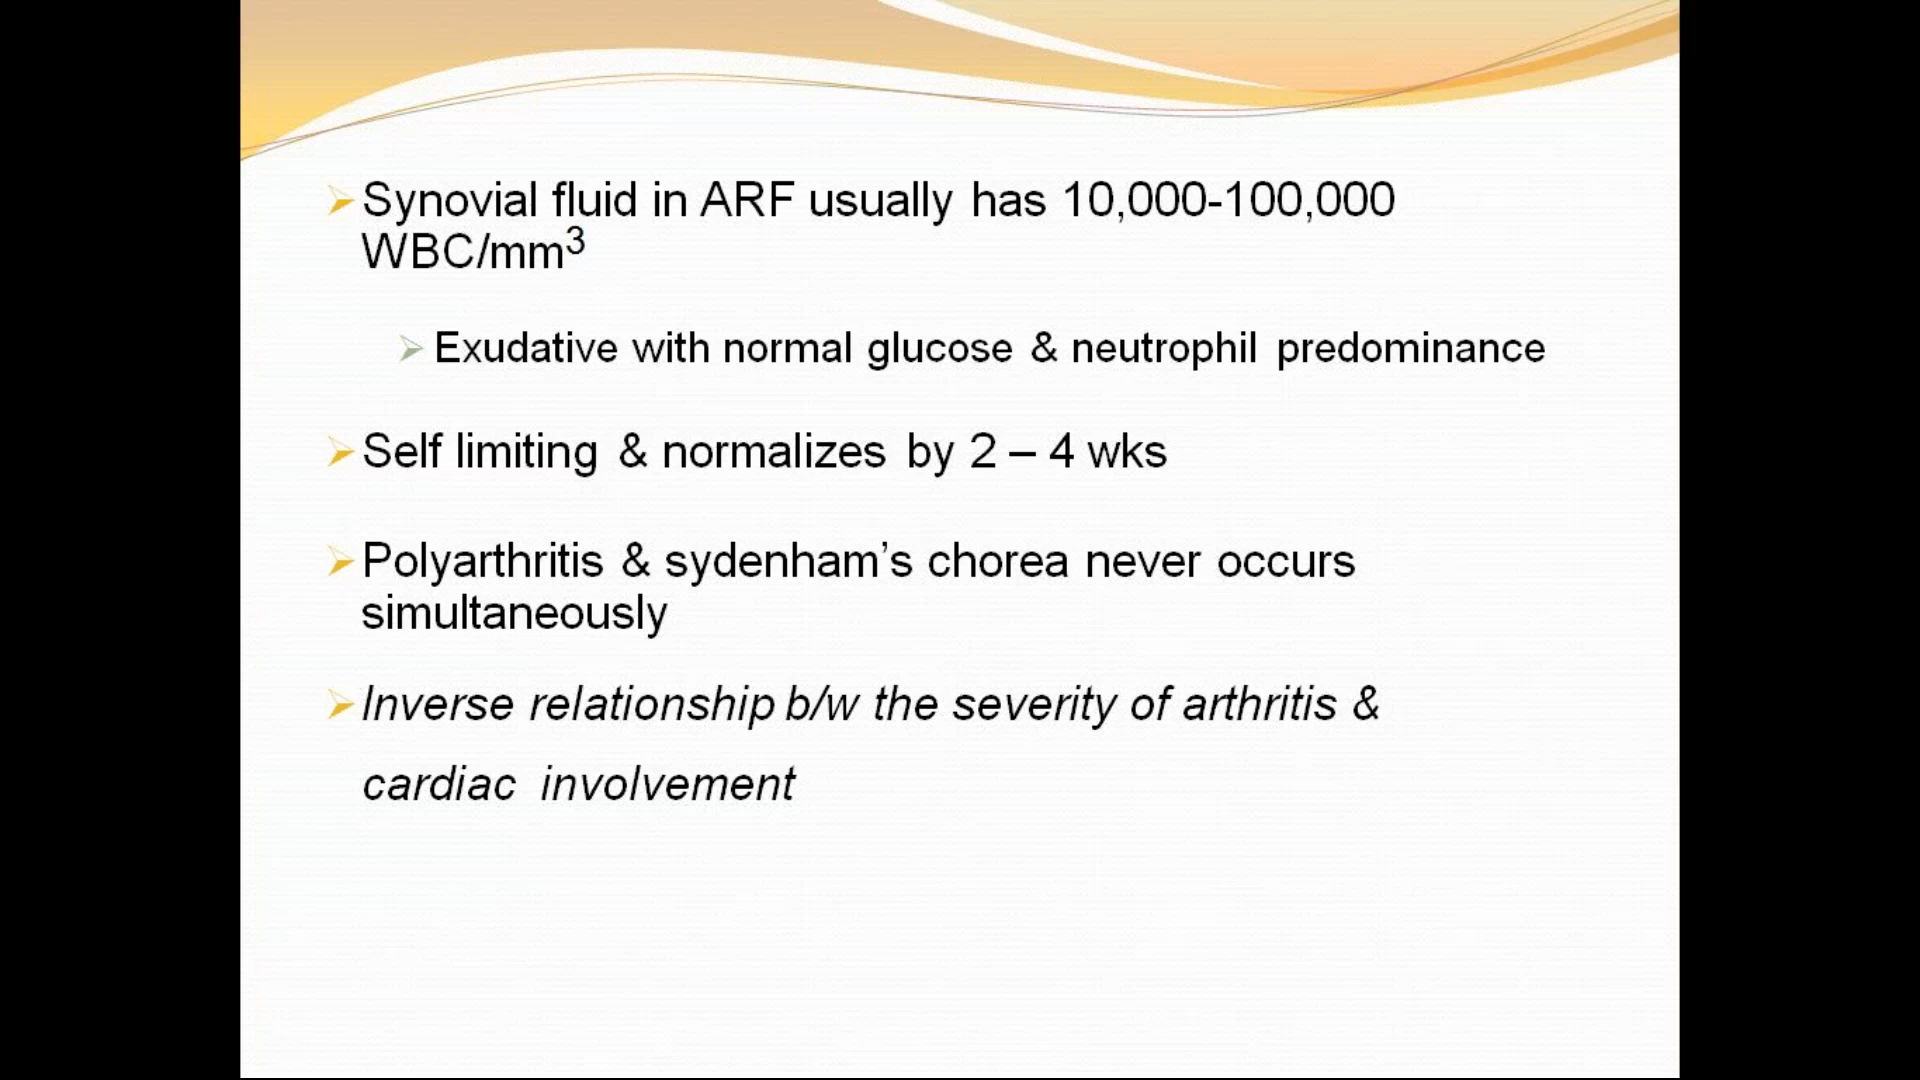 Synovial fluid in ARF usually has 10,000-100,000
WBC/mm³
Exudative with normal glucose & neutrophil predominance
Self limiting & normalizes by 2 – 4 wks
Polyarthritis & sydenham’s chorea never occurs
simultaneously
Inverse relationship b/w the severity of arthritis &
cardiac involvement